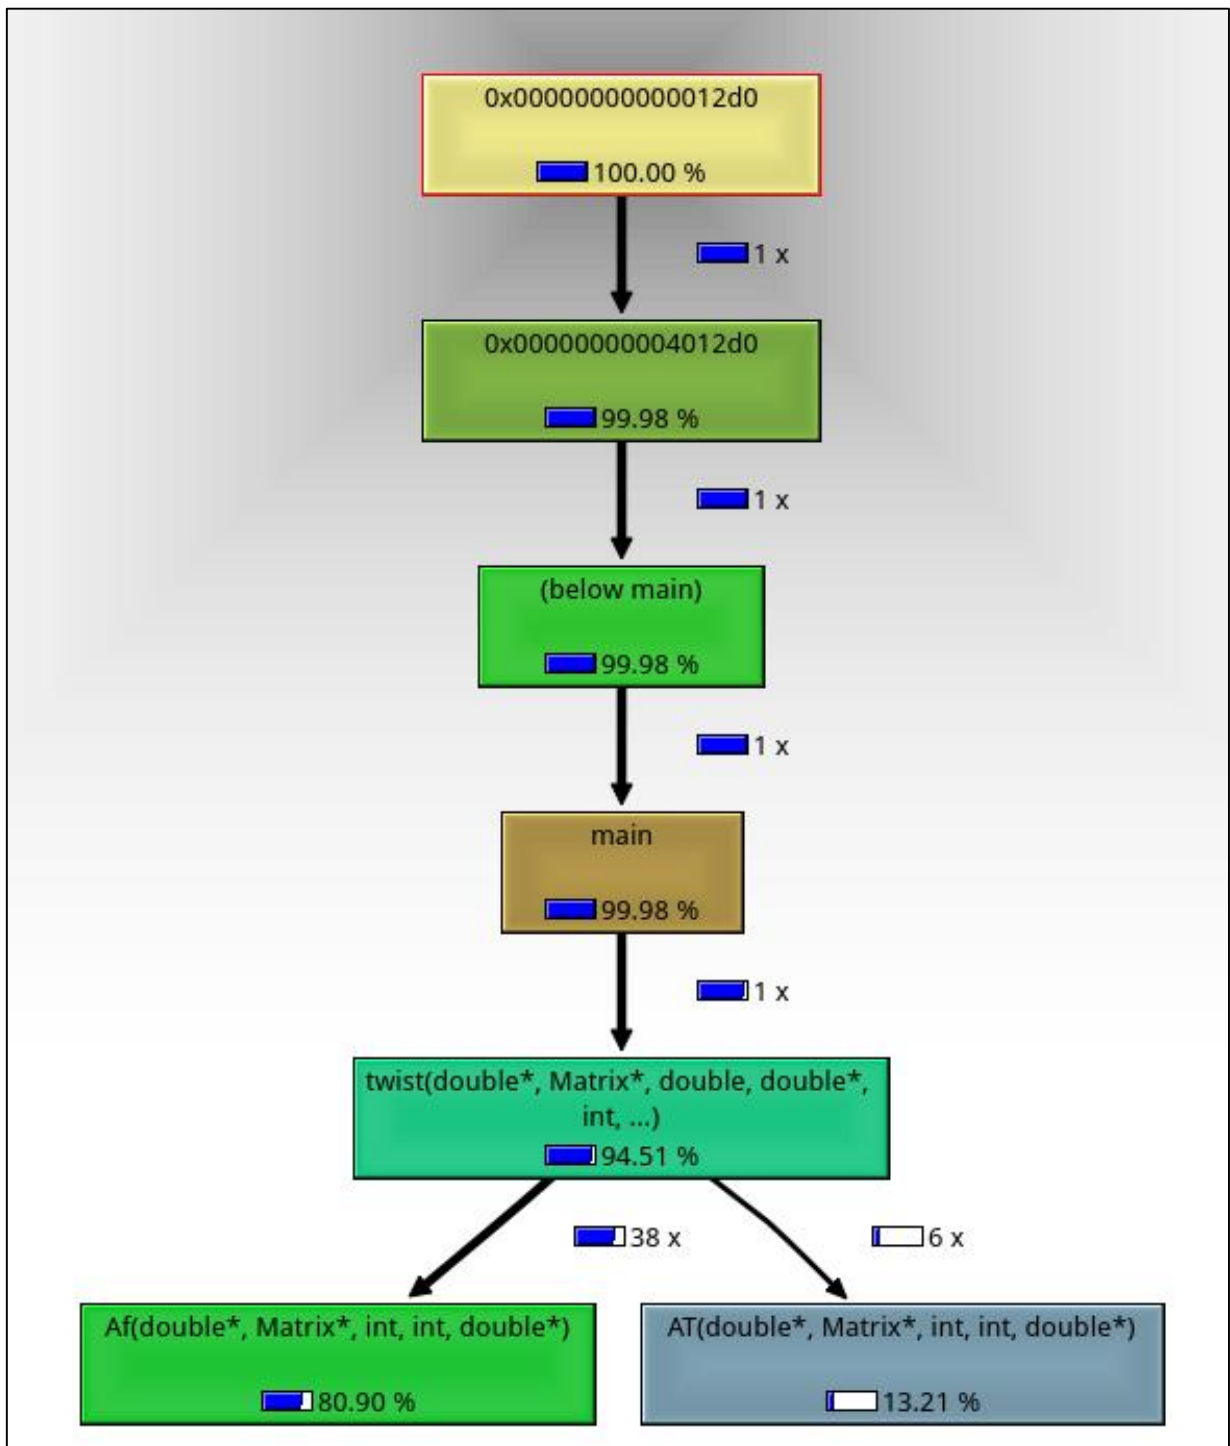 0x00000000000012d0
100.00 %
1 x
0x00000000004012d0
99.98 %
1 x
(below main)
99.98 %
1 x
main
99.98 %
1 x
twist(double*, Matrix*, double, double*,
int, ...)
94.51 %
38 x
6 x
Af(double*, Matrix*, int, int, double*)
80.90 %
AT(double*, Matrix*, int, int, double*)
13.21 %